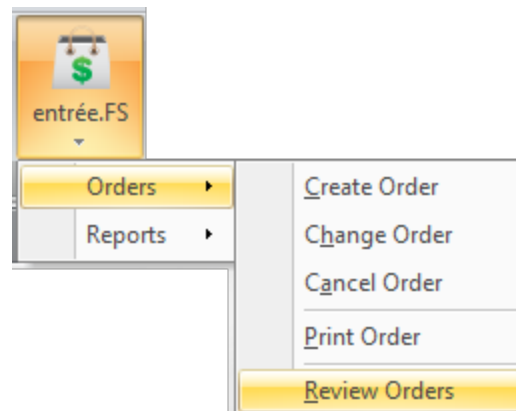 $
entrée.FS
Orders
Reports
Create Order
Change Order
Cancel Order
Print Order
Review Orders